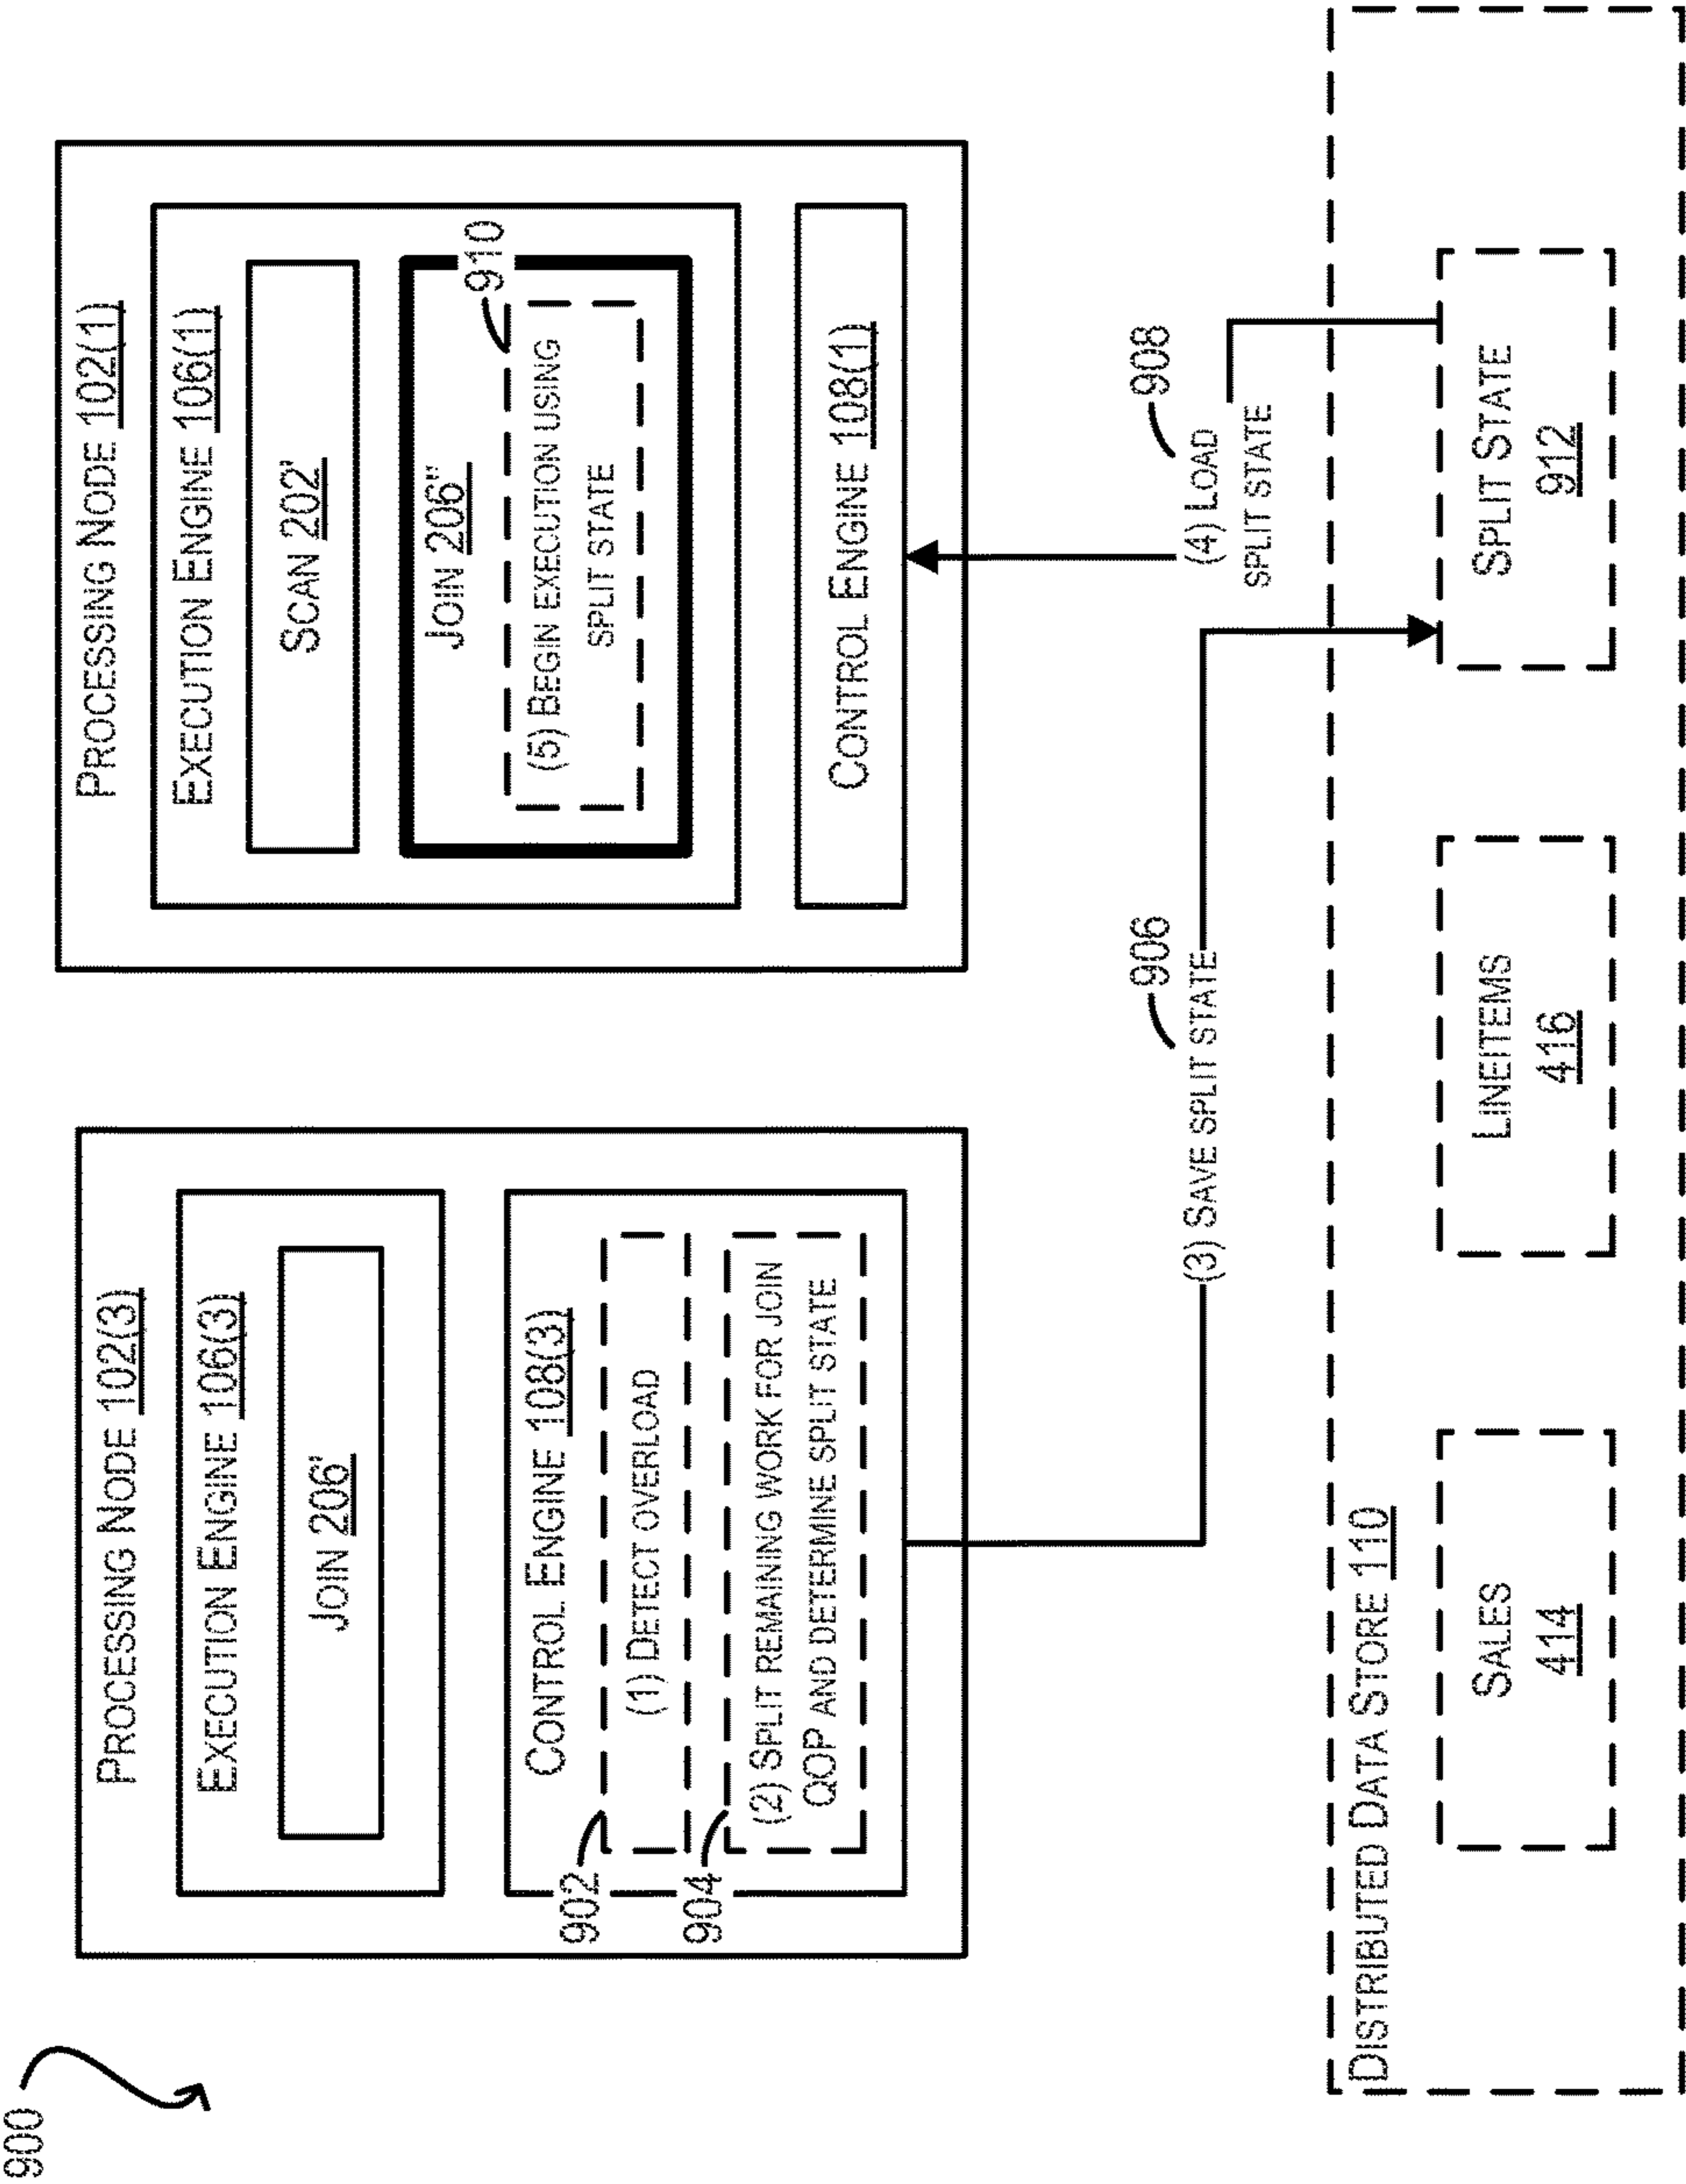 900
PROCESSING NODE 102(3)
EXECUTION ENGINE 106(3)
JOIN 206'
CONTROL ENGINE 108(3)
902
(1) DETECT OVERLOAD
904
(2) SPLIT REMAINING WORK FOR JOIN
QOP AND DETERMINE SPLIT STATE
PROCESSING NODE 102(1)
EXECUTION ENGINE 106(1)
SCAN 202'
JOIN 206"
910
(5) BEGIN EXECUTION USING
SPLIT STATE
CONTROL ENGINE 108(1)
906
(3) SAVE SPLIT STATE
908
(4) LOAD
SPLIT STATE
DISTRIBUTED DATA STORE 110
SALES
414
LINEITEMS
416
SPLIT STATE
912